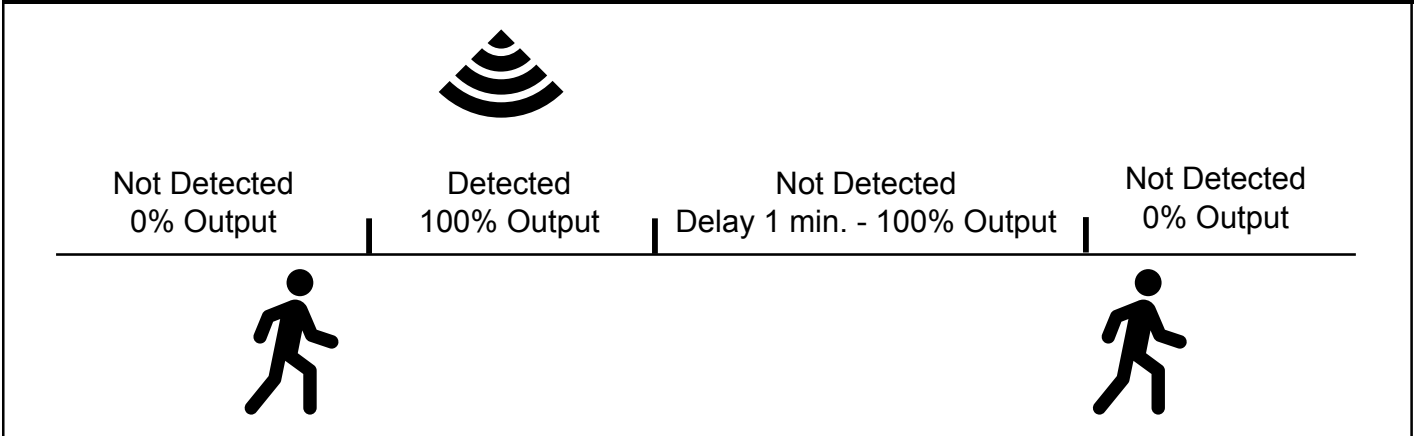 Not Detected
0% Output
Detected
100% Output
Not Detected
Delay 1 min. - 100% Output
Not Detected
0% Output